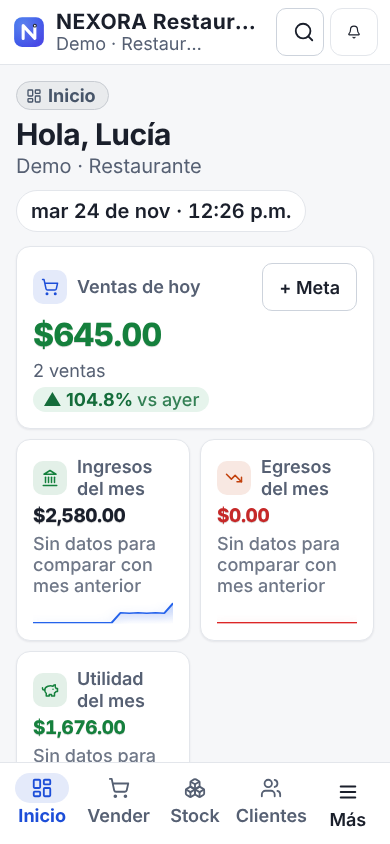 NEXORA Restaur...
Demo · Restaur...
Inicio
Hola, Lucía
Demo · Restaurante
mar 24 de nov · 12:26 p.m.
Ventas de hoy
+ Meta
$645.00
2 ventas
▲ 104.8% vs ayer
Ingresos
del mes
$2,580.00
Sin datos para
comparar con
mes anterior
Egresos
del mes
$0.00
Sin datos para
comparar con
mes anterior
Utilidad
del mes
$1,676.00
Sin datos para
Inicio
Vender
Stock
Clientes
Más